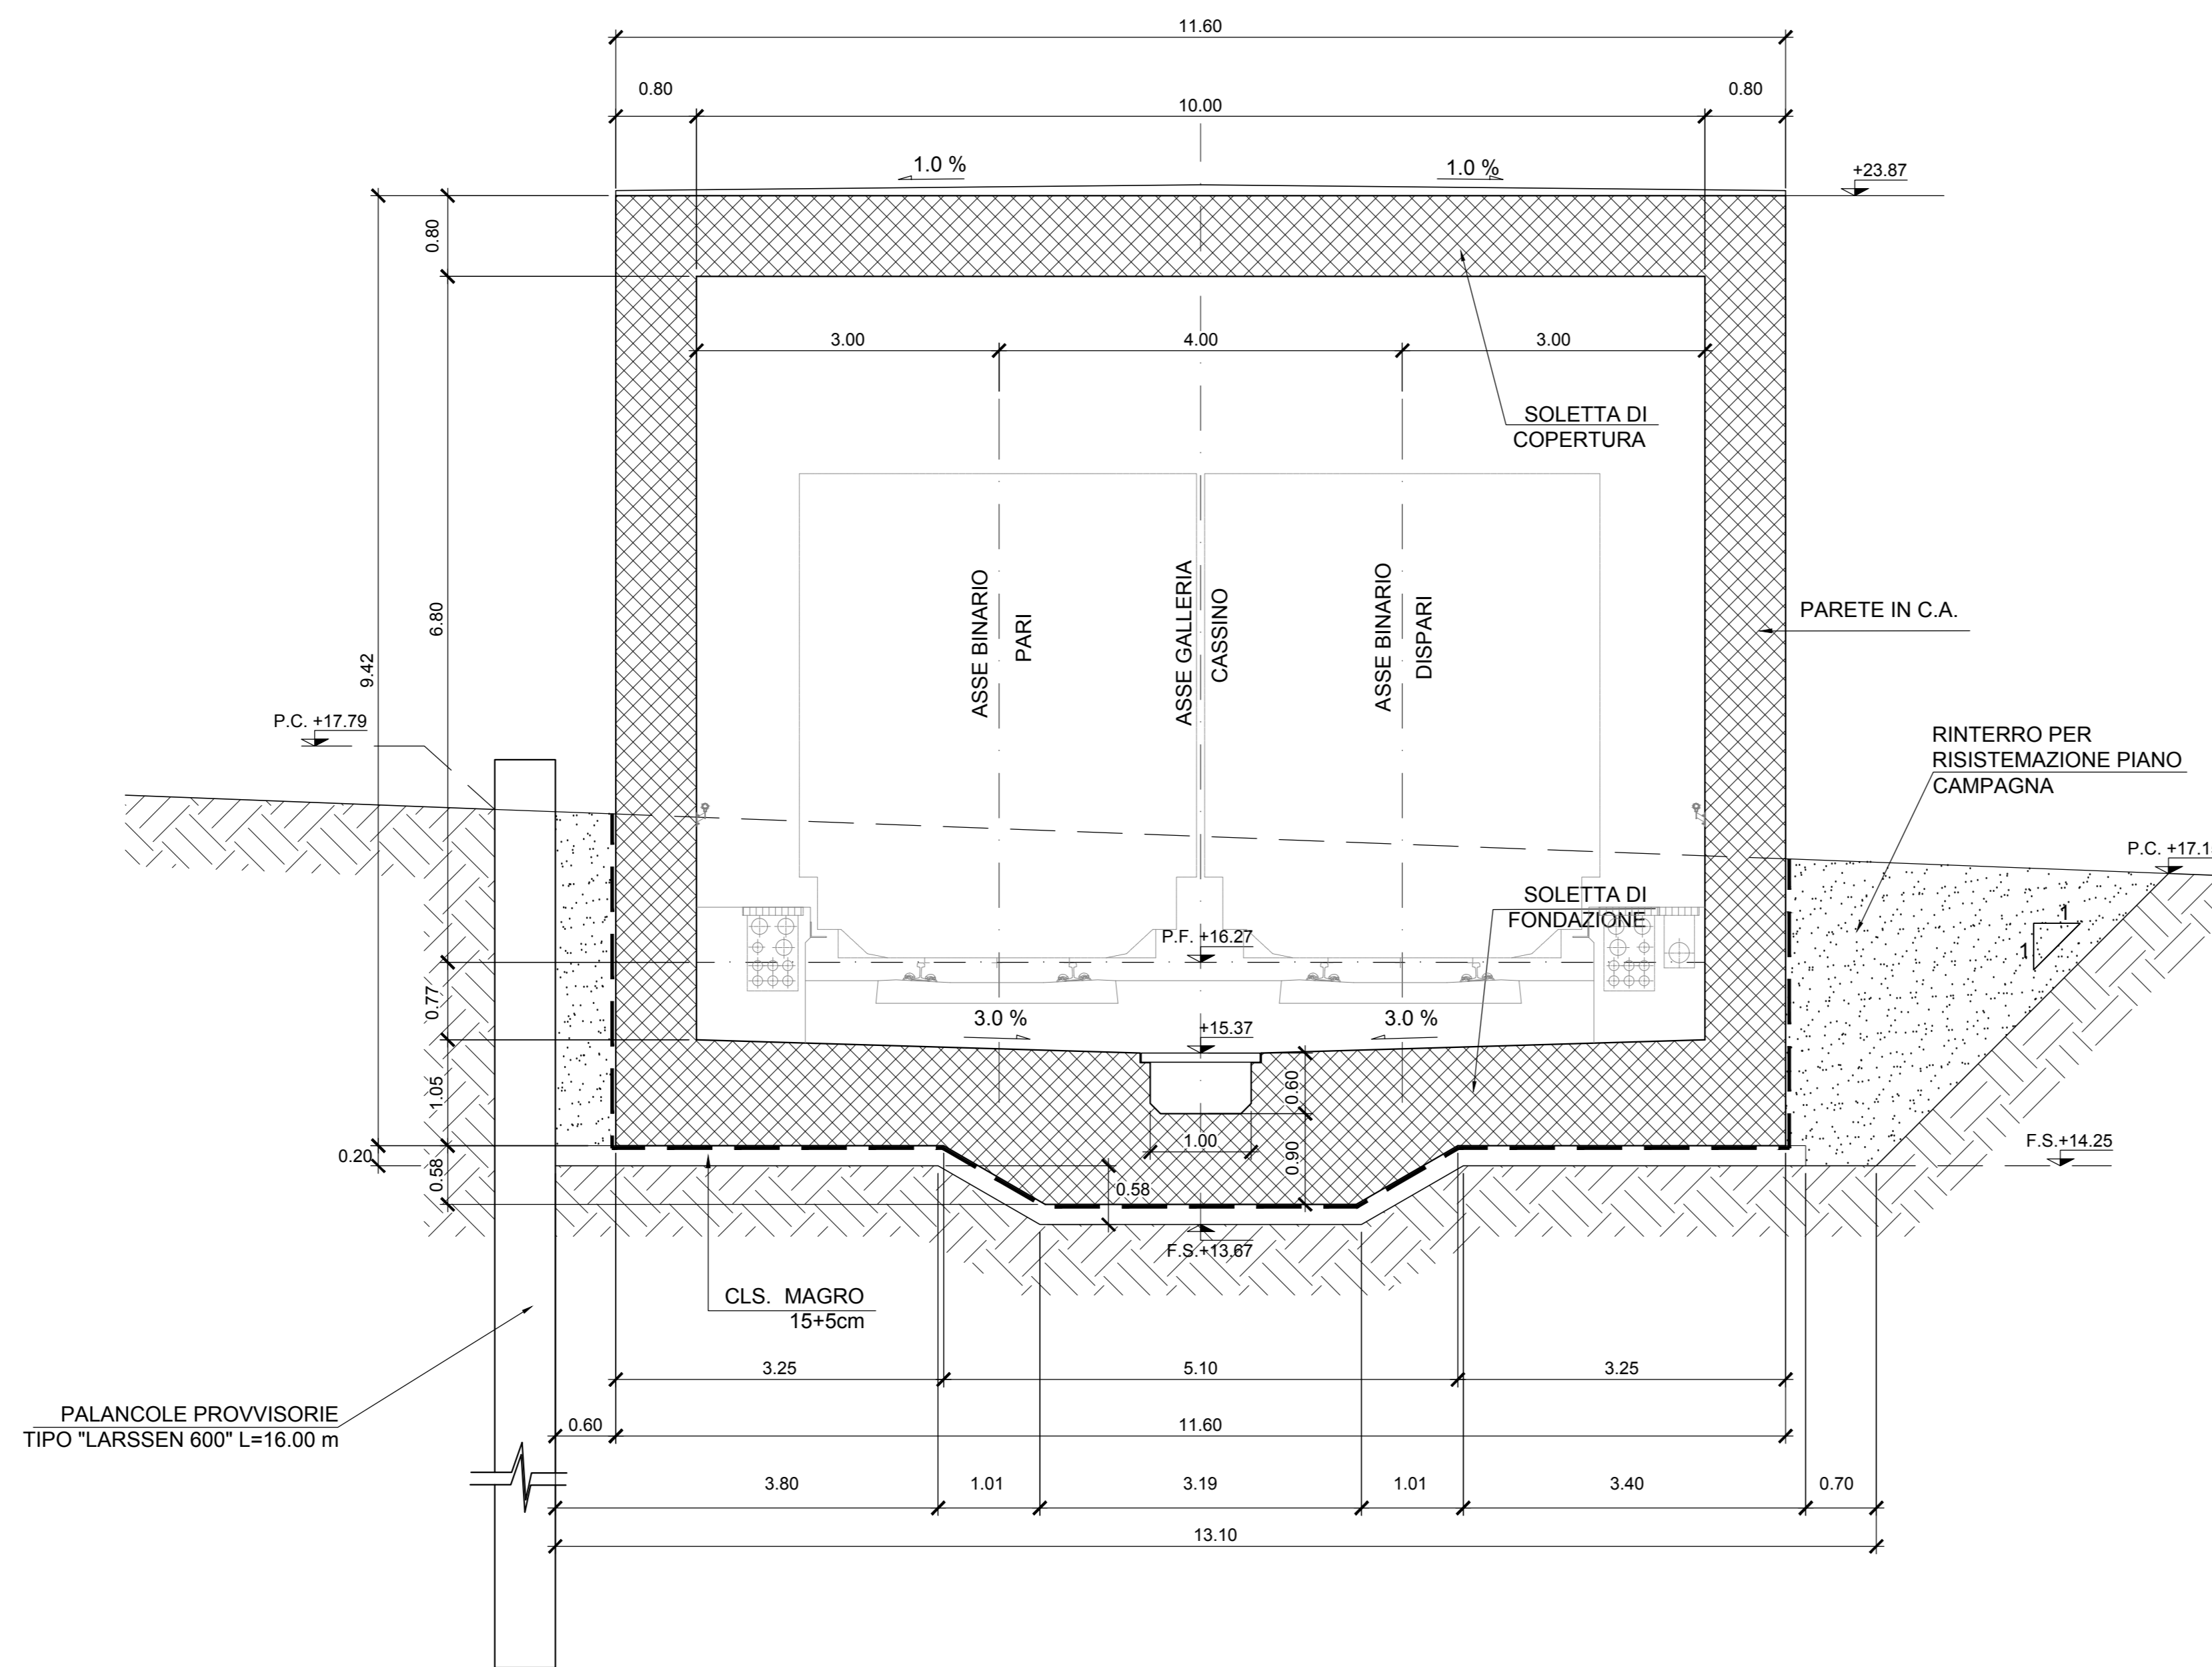 11.60
0.80
0.80
10.00
1.0 %
1.0 %
+23.87
0.80
3.00
4.00
3.00
SOLETTA DI
COPERTURA
ASSE BINARIO
PARI
ASSE GALLERIA
CASSINO
ASSE BINARIO
DISPARI
PARETE IN C.A.
6.80
9.42
P.C. +17.79
RINTERRO PER
RISISTEMAZIONE PIANO
CAMPAGNA
P.C. +17.1
SOLETTA DI
FONDAZIONE
1
1
P.F. +16.27
0.77
3.0 %
3.0 %
+15.37
1.05
0.60
1.00
0.90
F.S.+14.25
0.20
0.58
0.58
F.S.+13.67
CLS. MAGRO
15+5cm
3.25
5.10
3.25
PALANCOLE PROVVISORIE
TIPO "LARSSEN 600" L=16.00 m
0.60
11.60
3.80
1.01
3.19
1.01
3.40
0.70
13.10